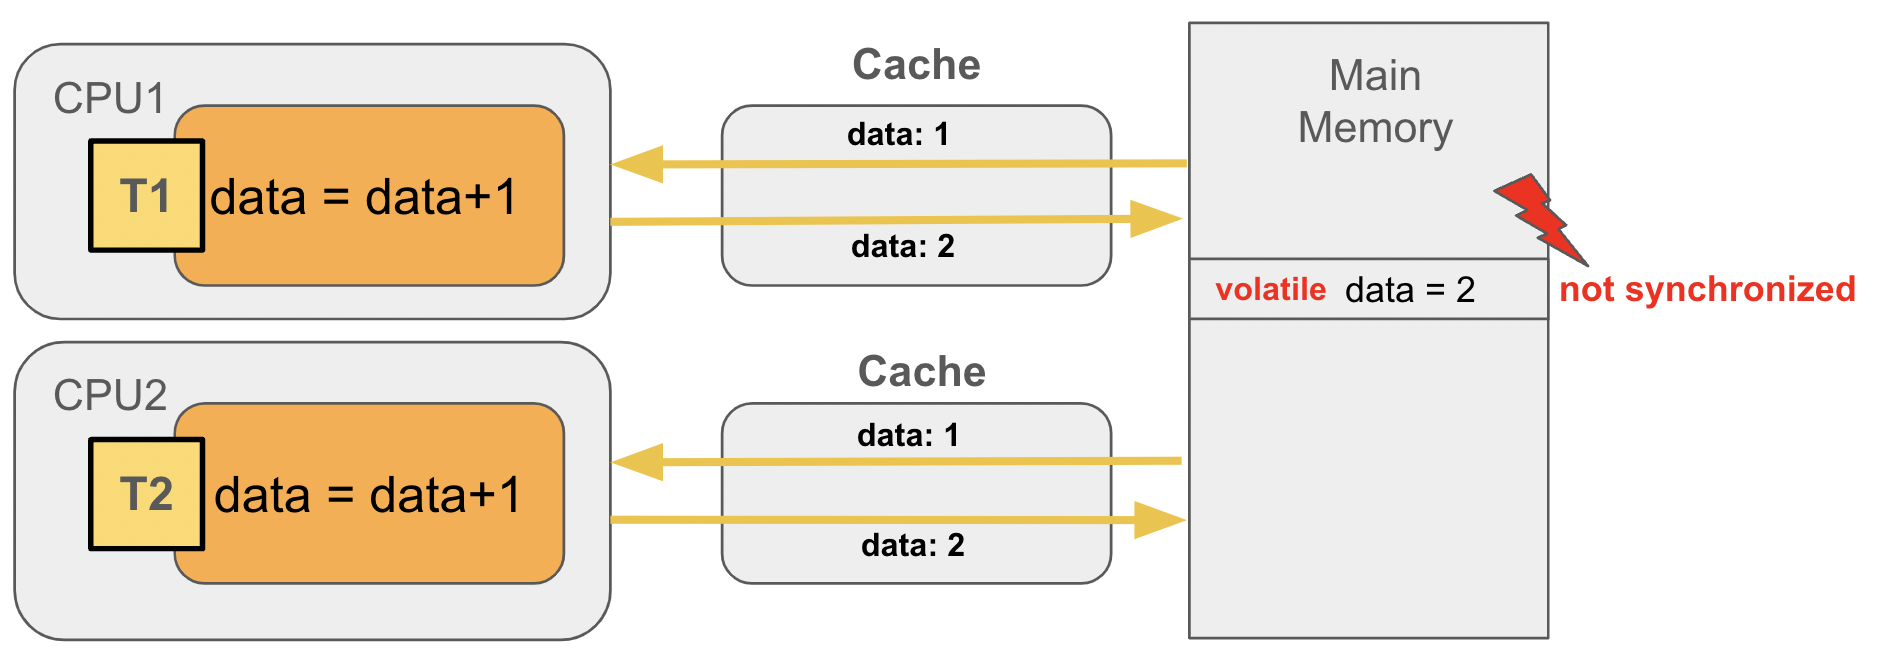 CPU1
T1
data = data+1
Cache
data: 1
data: 2
Main
Memory
volatile data = 2
not synchronized
CPU2
T2
data = data+1
Cache
data: 1
data: 2